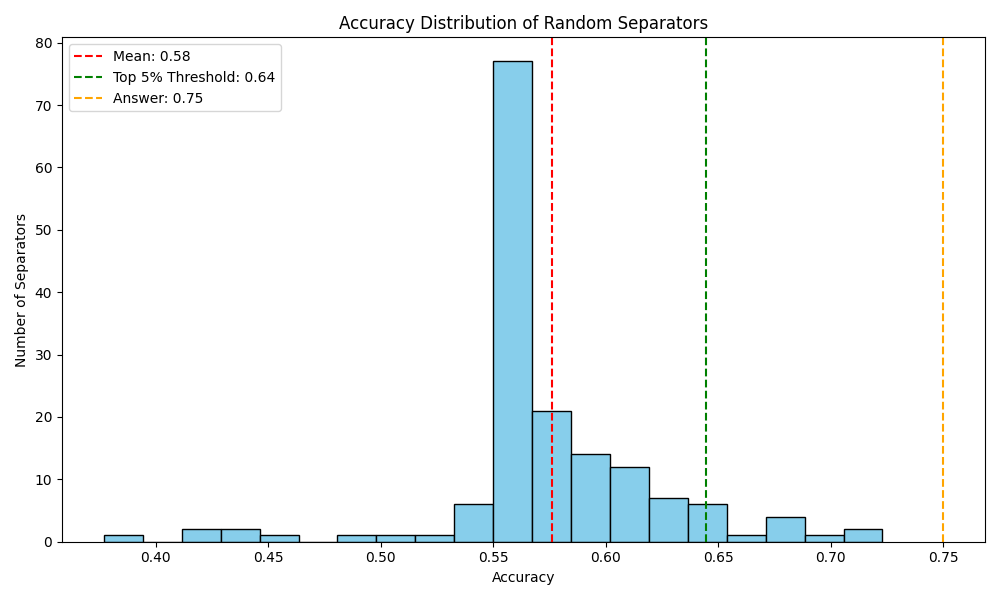 Accuracy Distribution of Random Separators
Mean: 0.58
Top 5% Threshold: 0.64
Answer: 0.75
Number of Separators
80
70
60
50
40
30
20
10
0
0.40 0.45 0.50 0.55 0.60 0.65 0.70 0.75
Accuracy